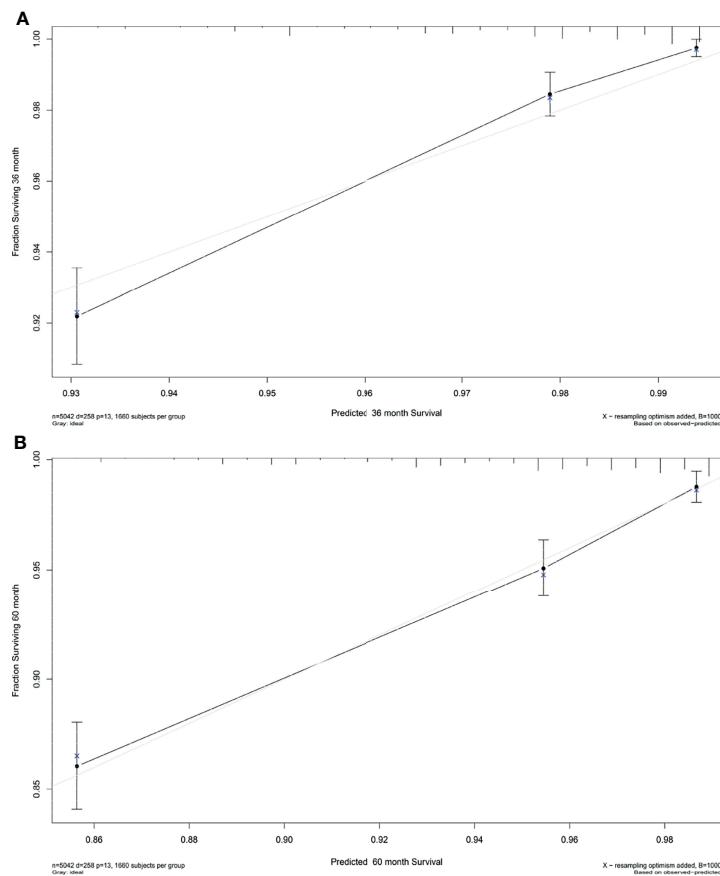 A
1.00
0.98
0.96
0.94
0.92
Fraction Surviving 36 month
0.93 0.94 0.95 0.96 0.97 0.98 0.99
Predicted 36 month Survival
n=5042 d=258 p=13, 1660 subjects per group
Gray: ideal
X − resampling optimism added, B=1000
Based on observed−predicted
B
1.00
0.95
0.90
0.85
Fraction Surviving 60 month
0.86 0.88 0.90 0.92 0.94 0.96 0.98
Predicted 60 month Survival
n=5042 d=258 p=13, 1660 subjects per group
Gray: ideal
X − resampling optimism added, B=1000
Based on observed−predicted